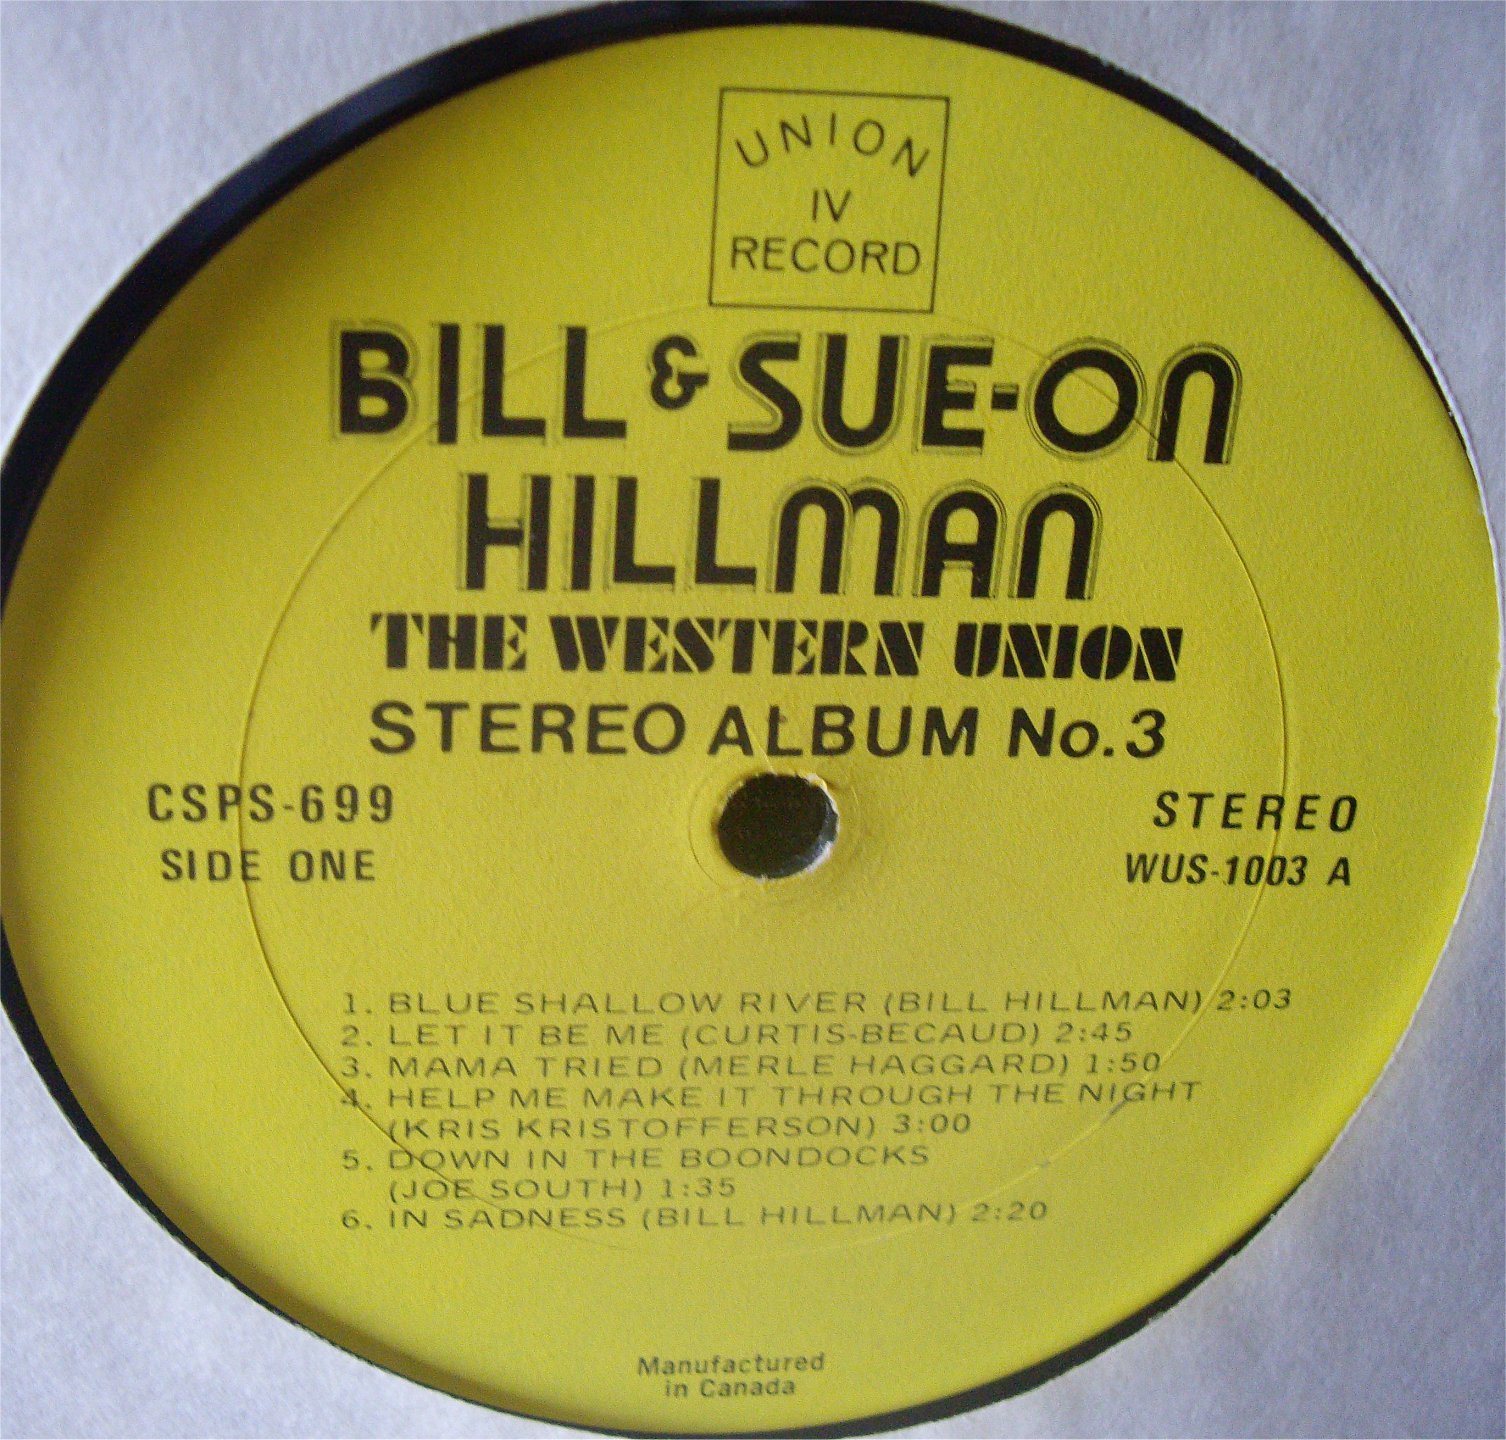 UNION
IV
RECORD
BILL & SUE-ON
HILLMAN
THE WESTERN UNION
STEREO ALBUM No.3
CSPS-699
SIDE ONE
STEREO
WUS-1003 A
1. BLUE SHALLOW RIVER (BILL HILLMAN) 2:03
2. LET IT BE ME (CURTIS-BECAUD) 2:45
3. MAMA TRIED (MERLE HAGGARD) 1:50
4. HELP ME MAKE IT THROUGH THE NIGHT
(KRIS KRISTOFFERSON) 3:00
5. DOWN IN THE BOONDOCKS
(JOE SOUTH) 1:35
6. IN SADNESS (BILL HILLMAN) 2:20
Manufactured
in Canada